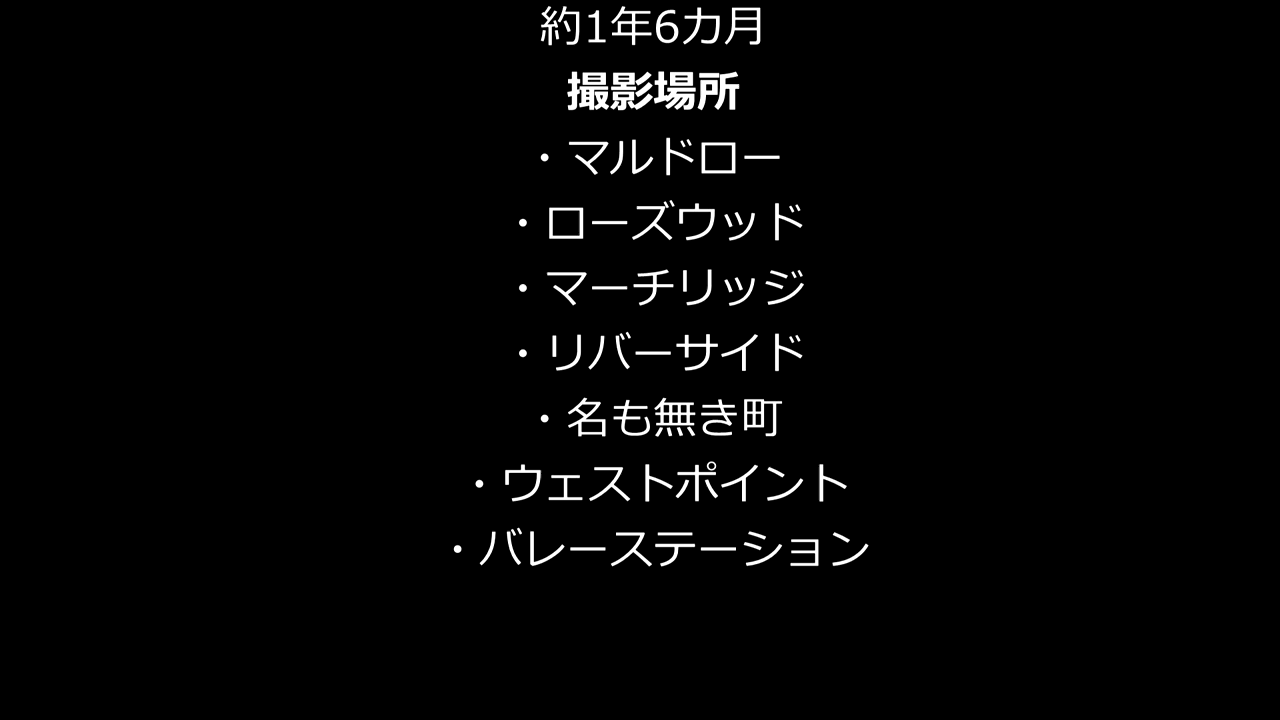 約1年6カ月
撮影場所
・マルドロー
・ローズウッド
・マーチリッジ
・リバーサイド
・名も無き町
・ウェストポイント
・バレーステーション